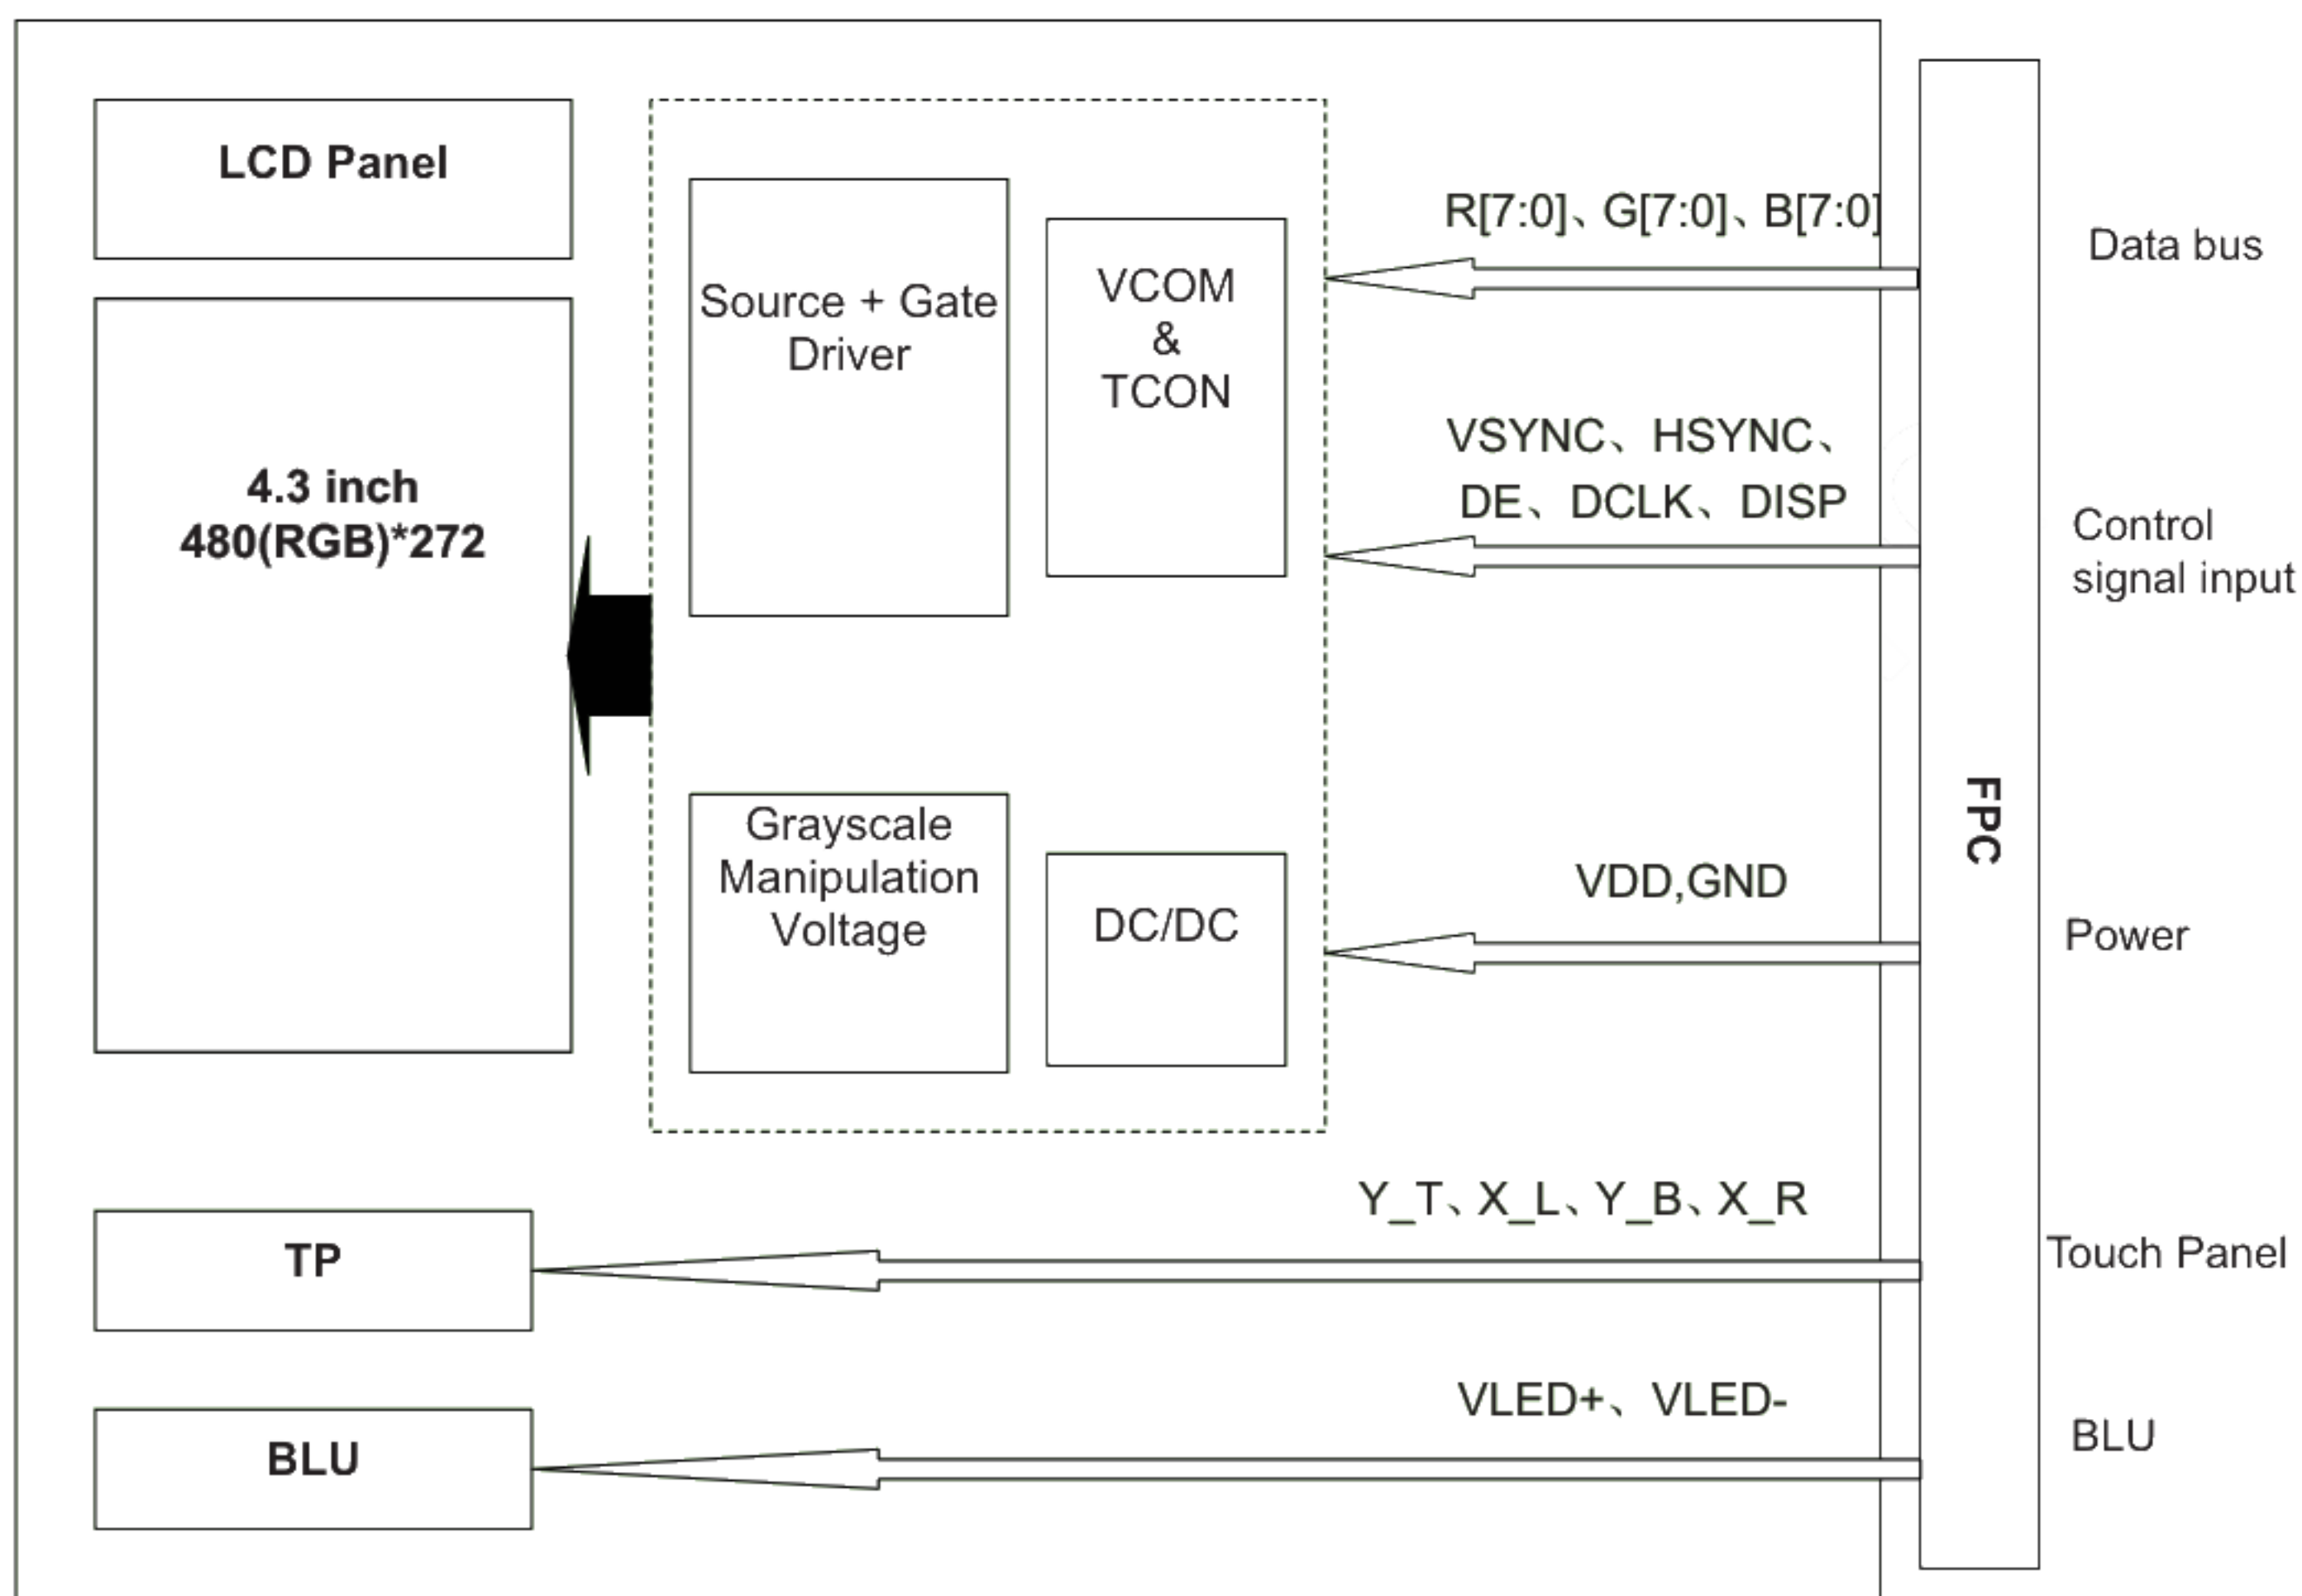 LCD Panel
4.3 inch
480(RGB)*272
Source + Gate
Driver
VCOM
&
TCON
Grayscale
Manipulation
Voltage
DC/DC
R[7:0]、G[7:0]、B[7:0]
Data bus
VSYNC、HSYNC、
DE、DCLK、DISP
Control
signal input
FPC
VDD,GND
Power
Y_T、X_L、Y_B、X_R
TP
Touch Panel
VLED+、VLED-
BLU
BLU